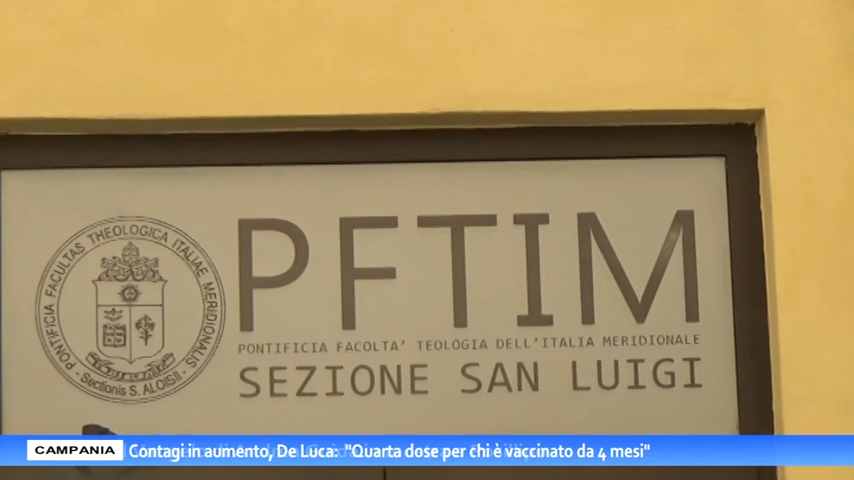 PONTIFICIA FACULTAS THEOLOGICA ITALIAE MERIDIONALIS
- Sectionis S. ALOISII -
PFTIM
PONTIFICIA FACOLTA' TEOLOGIA DELL'ITALIA MERIDIONALE
SEZIONE SAN LUIGI
CAMPANIA Contagi in aumento, De Luca: "Quarta dose per chi è vaccinato da 4 mesi"